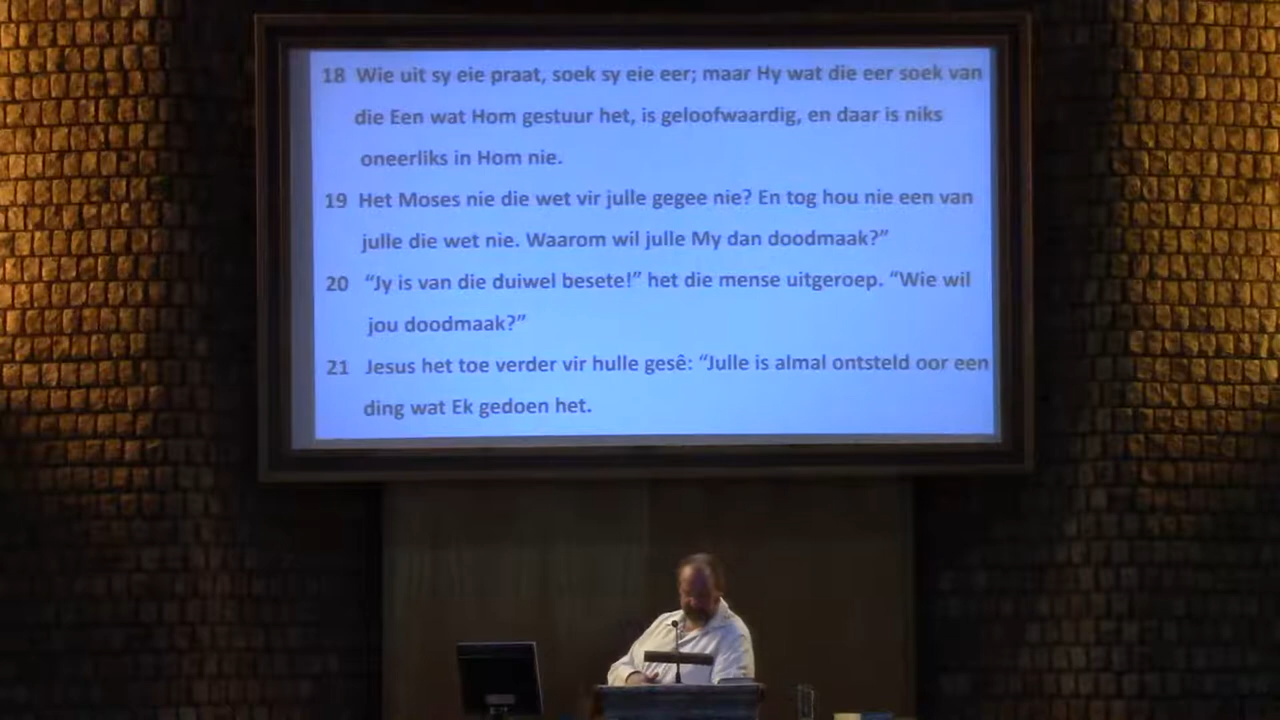 18 Wie uit sy eie praat, soek sy eie eer; maar Hy wat die eer soek van
die Een wat Hom gestuur het, is geloofwaardig, en daar is niks
oneerliks in Hom nie.
19 Het Moses nie die wet vir julle gegee nie? En tog hou nie een van
julle die wet nie. Waarom wil julle My dan doodmaak?”
20 “Jy is van die duiwel besete!” het die mense uitgeroep. “Wie wil
jou doodmaak?”
21 Jesus het toe verder vir hulle gesê: “Julle is almal ontsteld oor een
ding wat Ek gedoen het.